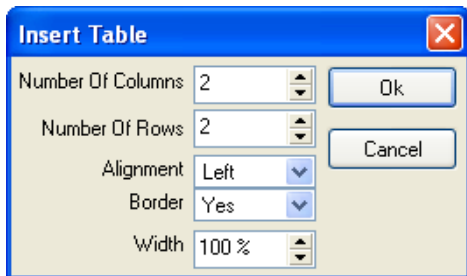 Insert Table
Number Of Columns 2
Ok
Number Of Rows 2
Cancel
Alignment Left
Border Yes
Width 100 %